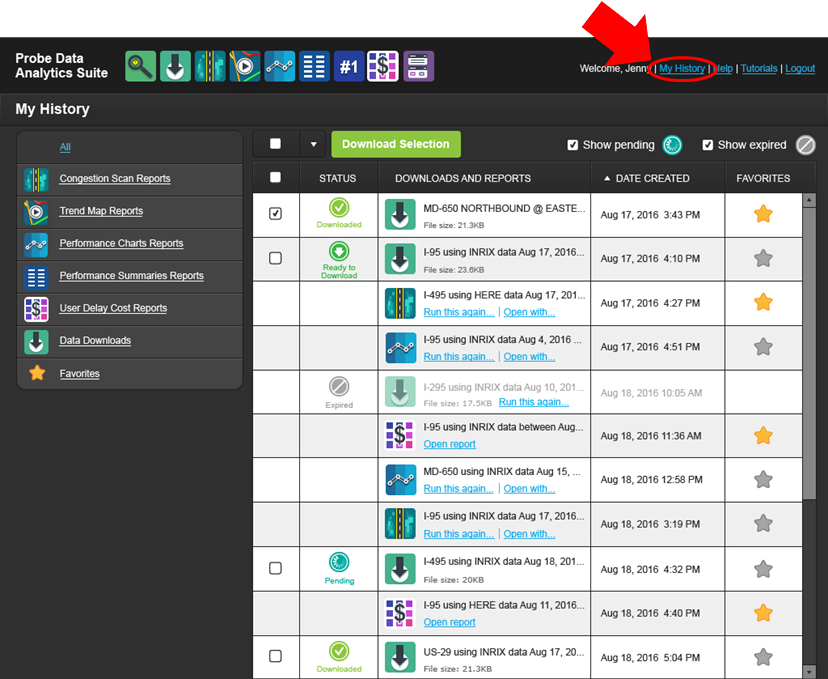 Probe Data
Analytics Suite
#1
Welcome, Jenny | My History | Help | Tutorials | Logout
My History
All
Congestion Scan Reports
Trend Map Reports
Performance Charts Reports
Performance Summaries Reports
User Delay Cost Reports
Data Downloads
Favorites
Download Selection
Show pending
Show expired
STATUS
DOWNLOADS AND REPORTS
DATE CREATED
FAVORITES
Downloaded
MD-650 NORTHBOUND @ EASTE...
File size: 21.3KB
Aug 17, 2016 3:43 PM
Ready to
Download
I-95 using INRIX data Aug 17, 2016...
File size: 23.6KB
Aug 17, 2016 4:10 PM
I-495 using HERE data Aug 17, 201...
Run this again... | Open with...
Aug 17, 2016 4:27 PM
I-95 using INRIX data Aug 4, 2016 ...
Run this again... | Open with...
Aug 17, 2016 4:51 PM
Expired
I-295 using INRIX data Aug 10, 201...
File size: 17.5KB Run this again...
Aug 18, 2016 10:05 AM
$
I-95 using INRIX data between Aug...
Open report
Aug 18, 2016 11:36 AM
MD-650 using INRIX data Aug 15, ...
Run this again... | Open with...
Aug 18, 2016 12:58 PM
I-95 using INRIX data Aug 17, 2016...
Run this again... | Open with...
Aug 18, 2016 3:19 PM
Pending
I-495 using INRIX data Aug 18, 201...
File size: 20KB
Aug 18, 2016 4:32 PM
$
I-95 using HERE data Aug 11, 2016...
Open report
Aug 18, 2016 4:40 PM
Downloaded
US-29 using INRIX data Aug 17, 20...
File size: 21.3KB
Aug 18, 2016 5:04 PM